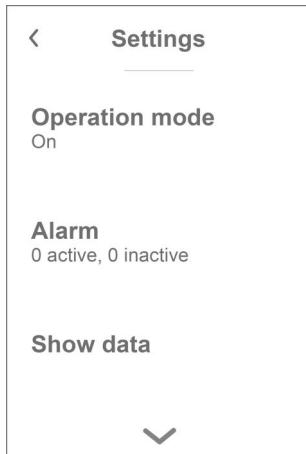 Settings
Operation mode
On
Alarm
0 active, 0 inactive
Show data